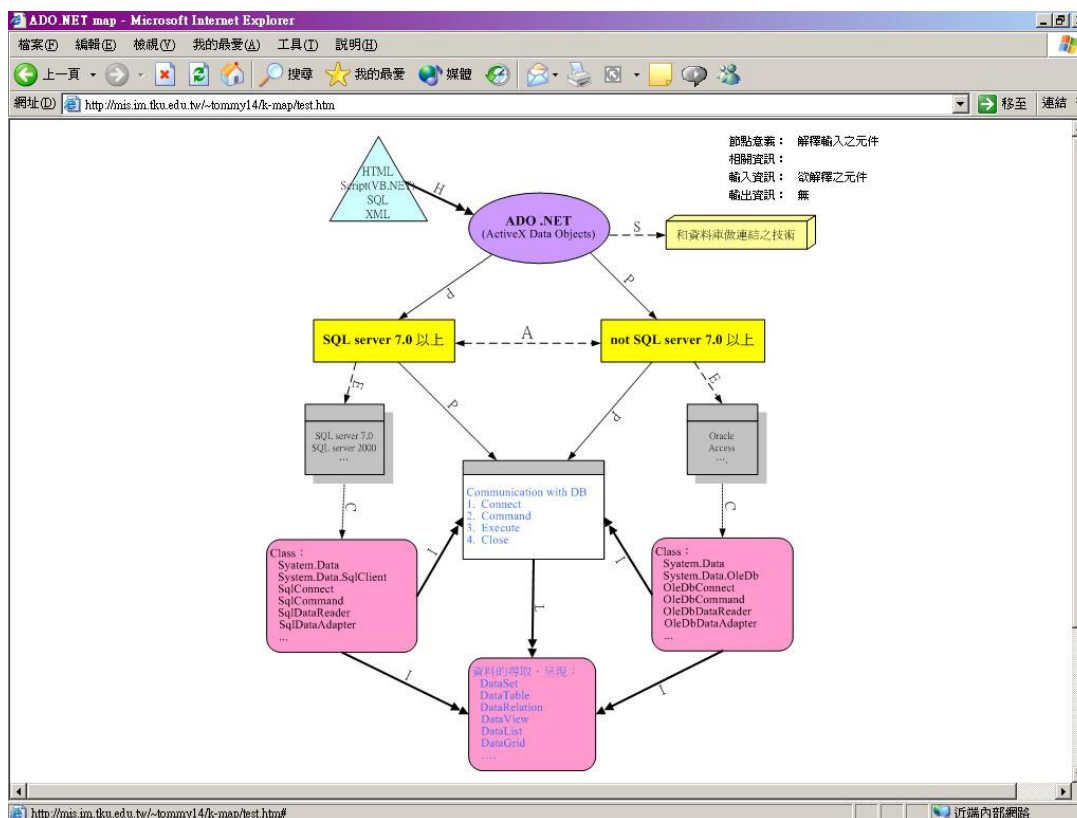 ADO.NET map - Microsoft Internet Explorer
檔案(F) 編輯(E) 檢視(V) 我的最愛(A) 工具(T) 說明(H)
上一頁 搜尋 我的最愛 媒體
網址(D) http://mis.im.tku.edu.tw/~tommy14/k-map/test.htm 移至 連結
節點意義: 解釋輸入之元件
相關資訊:
輸入資訊: 欲解釋之元件
輸出資訊: 無
HTML
Script(VB.NET)
SQL
XML
H
ADO .NET
(ActiveX Data Objects)
S
和資料庫做連結之技術
P
P
SQL server 7.0 以上
A
not SQL server 7.0 以上
E
P
P
E
SQL server 7.0
SQL server 2000
...
Oracle
Access
....
C
C
Communication with DB
1. Connect
2. Command
3. Execute
4. Close
I
I
Class:
Syatem.Data
System.Data.SqlClient
SqlConnect
SqlCommand
SqlDataReader
SqlDataAdapter
...
Class:
Syatem.Data
System.Data.OleDb
OleDbConnect
OleDbCommand
OleDbDataReader
OleDbDataAdapter
...
L
I
I
資料的擷取、呈現:
DataSet
DataTable
DataRelation
DataView
DataList
DataGrid
....
http://mis.im.tku.edu.tw/~tommy14/k-map/test.htm# 近端內部網路